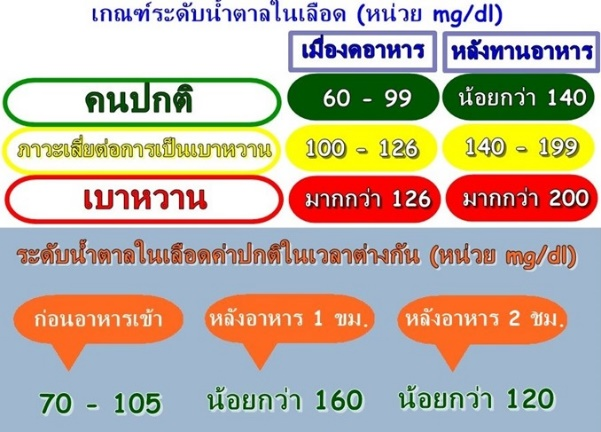 เกณฑ์ระดับน้ำตาลในเลือด (หน่วย mg/dl)
เมื่องดอาหาร หลังทานอาหาร
คนปกติ 60 - 99 น้อยกว่า 140
ภาวะเสี่ยต่อการเป็นเบาหวาน 100 - 126 140 - 199
เบาหวาน มากกว่า 126 มากกว่า 200
ระดับน้ำตาลในเลือดค่าปกติในเวลาต่างกัน (หน่วย mg/dl)
ก่อนอาหารเช้า หลังอาหาร 1 ชม. หลังอาหาร 2 ชม.
70 - 105 น้อยกว่า 160 น้อยกว่า 120